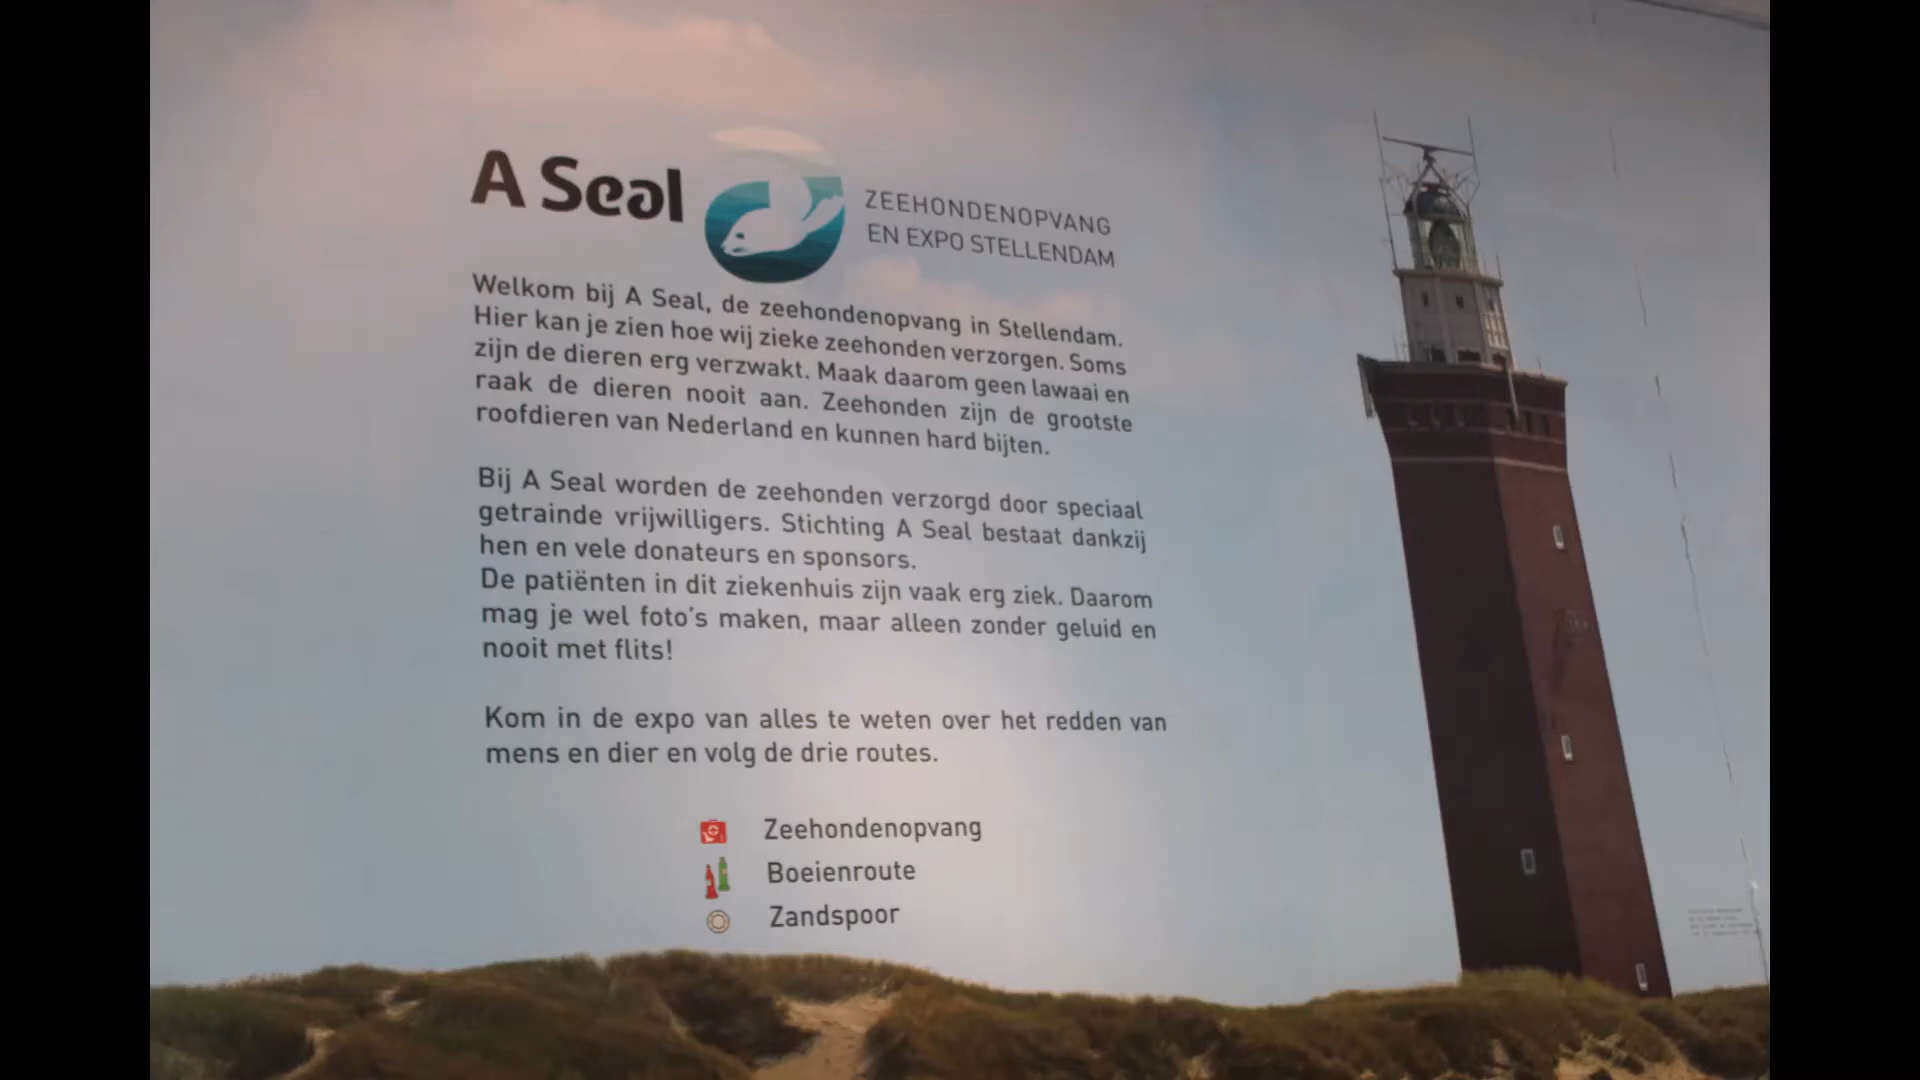 A Seal
ZEEHONDENOPVANG
EN EXPO STELLENDAM
Welkom bij A Seal, de zeehondenopvang in Stellendam.
Hier kan je zien hoe wij zieke zeehonden verzorgen. Soms
zijn de dieren erg verzwakt. Maak daarom geen lawaai en
raak de dieren nooit aan. Zeehonden zijn de grootste
roofdieren van Nederland en kunnen hard bijten.
Bij A Seal worden de zeehonden verzorgd door speciaal
getrainde vrijwilligers. Stichting A Seal bestaat dankzij
hen en vele donateurs en sponsors.
De patiënten in dit ziekenhuis zijn vaak erg ziek. Daarom
mag je wel foto's maken, maar alleen zonder geluid en
nooit met flits!
Kom in de expo van alles te weten over het redden van
mens en dier en volg de drie routes.
Zeehondenopvang
Boeienroute
Zandspoor